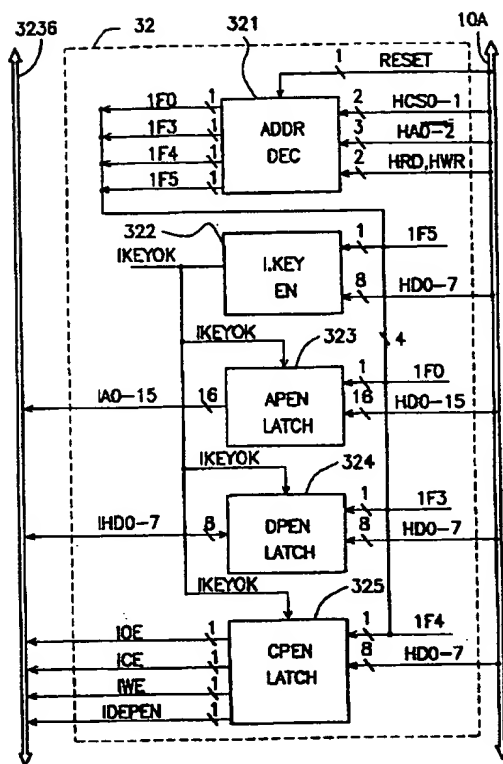 3236
32
321
10A
1
RESET
1F0
1
ADDR
DEC
2
HCS0-1
1F3
1
3
HA0-2
1F4
1
2
HRD,HWR
1F5
1
322
IKEYOK
I.KEY
EN
1
1F5
8
HD0-7
4
IKEYOK
323
IA0-15
16
APEN
LATCH
1
1F0
16
HD0-15
IKEYOK
324
IHD0-7
8
DPEN
LATCH
1
1F3
8
HD0-7
IKEYOK
325
IOE
1
CPEN
LATCH
1
1F4
ICE
1
8
HD0-7
IWE
1
IDEPEN
1